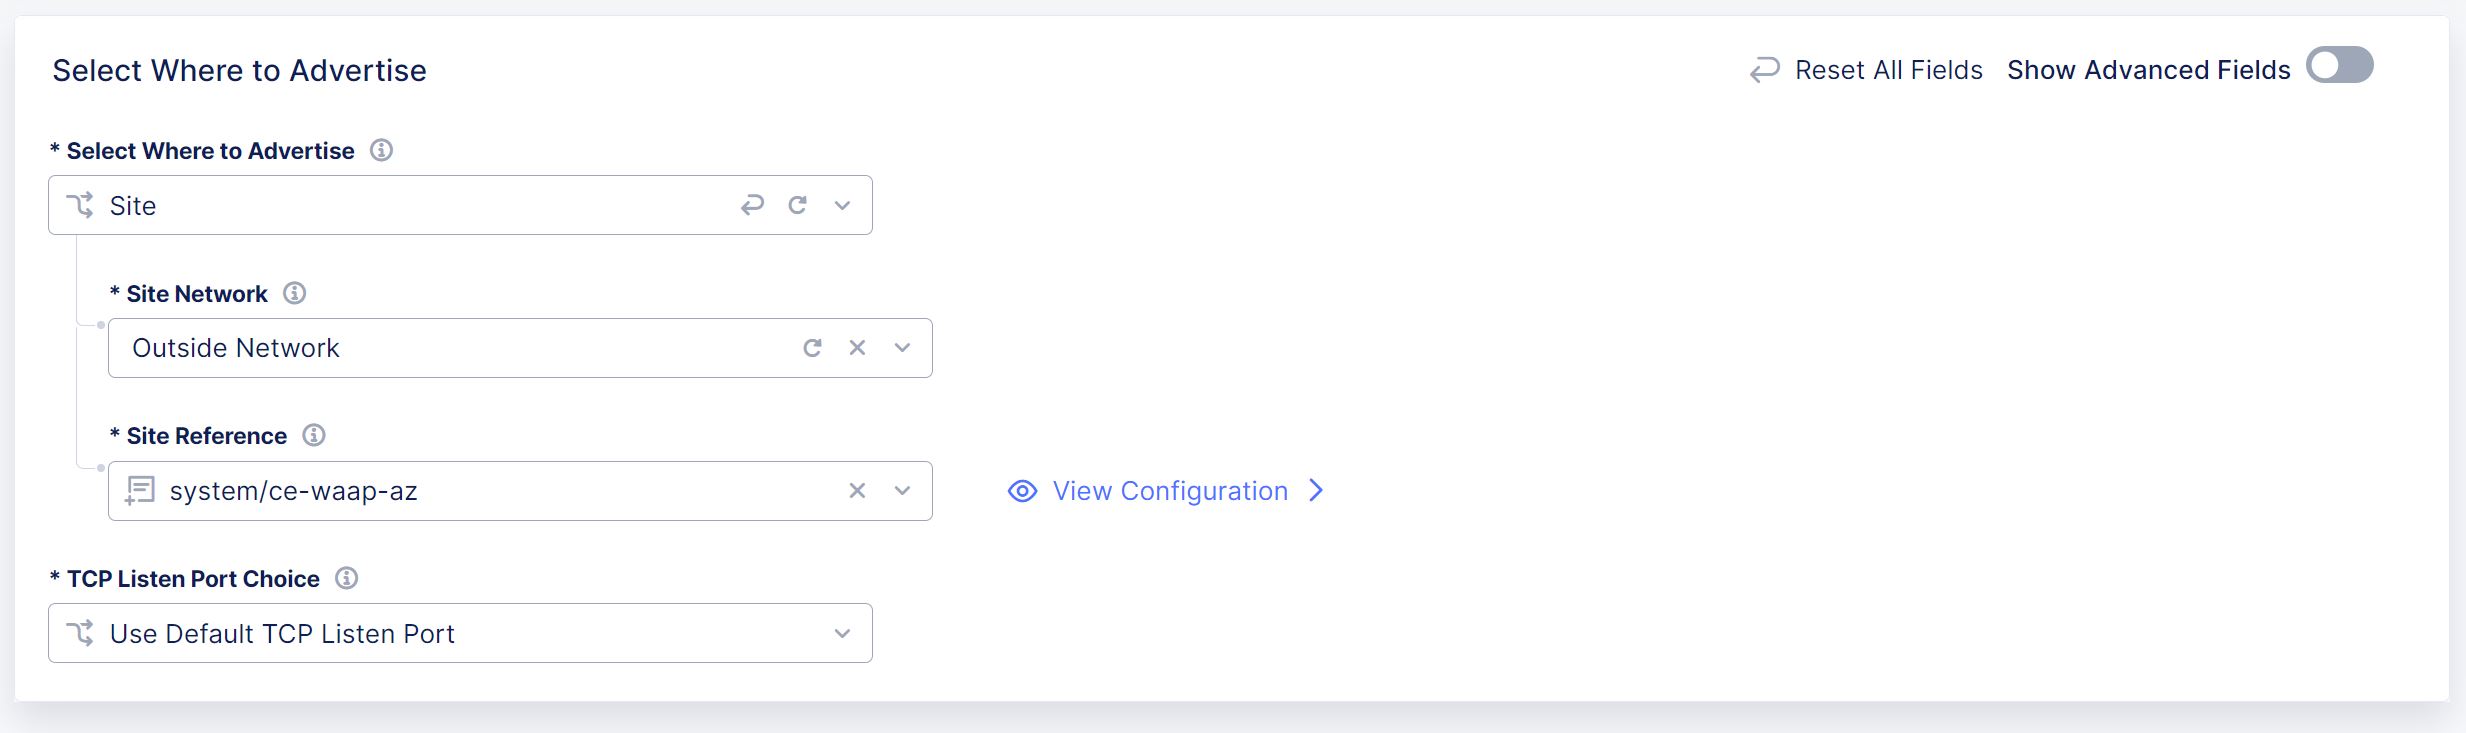 Select Where to Advertise
Reset All Fields
Show Advanced Fields
* Select Where to Advertise
Site
* Site Network
Outside Network
* Site Reference
system/ce-waap-az
View Configuration
* TCP Listen Port Choice
Use Default TCP Listen Port